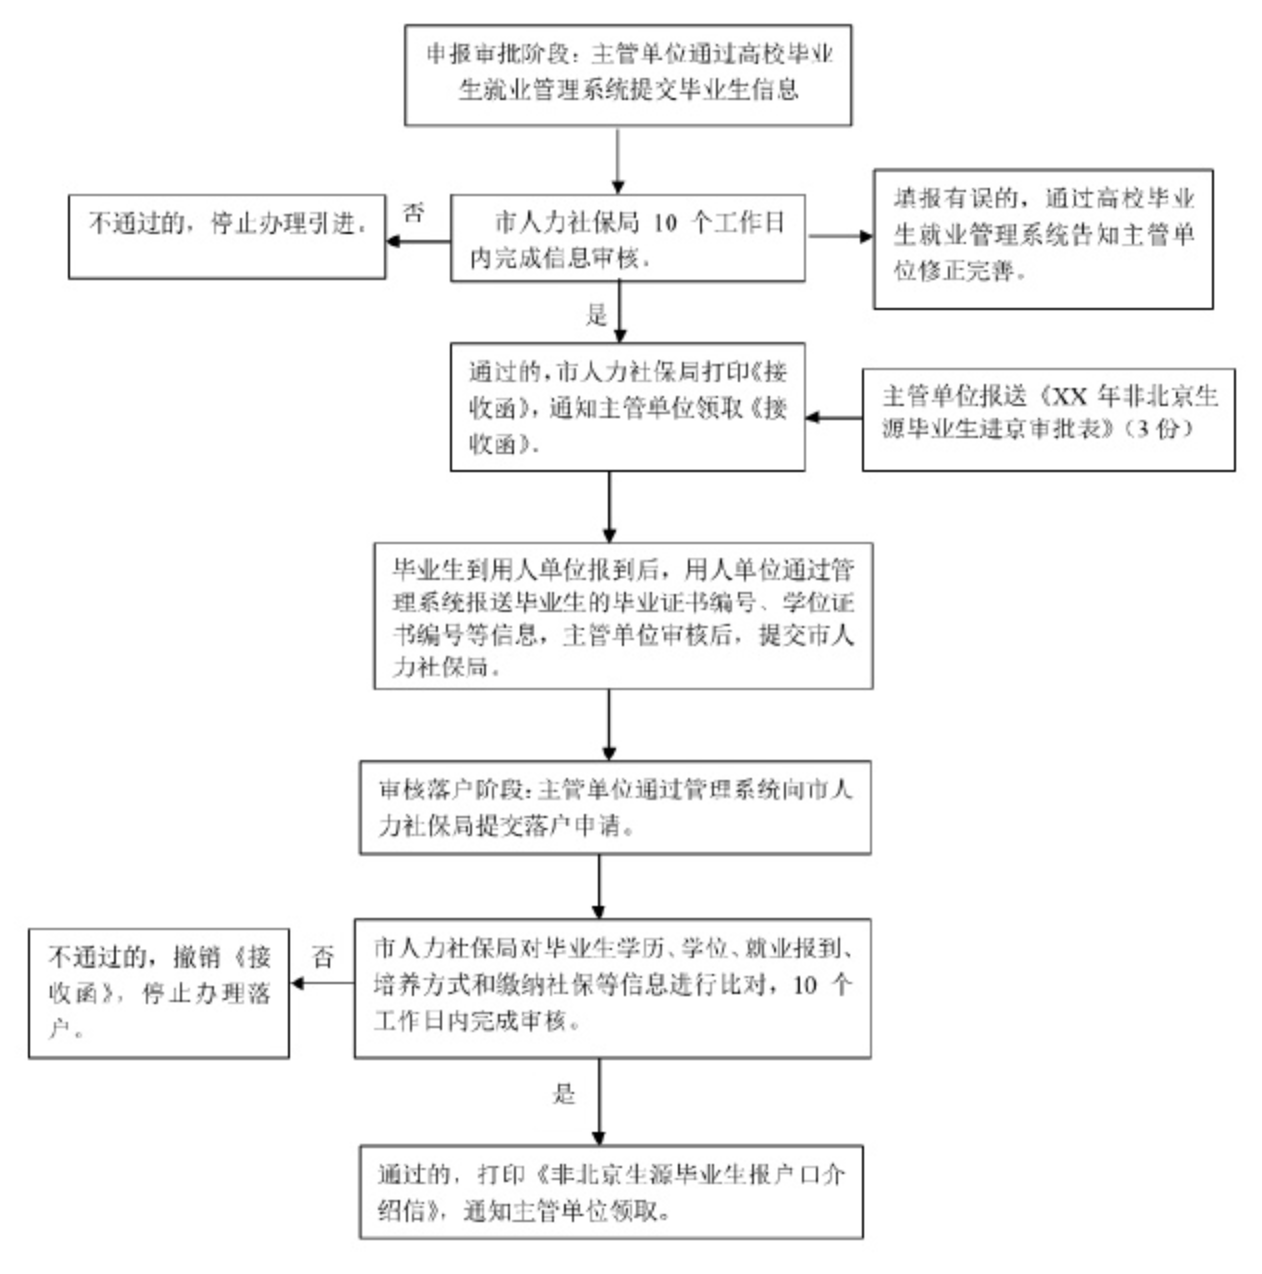 申报审批阶段：主管单位通过高校毕业
生就业管理系统提交毕业生信息
不通过的，停止办理引进。
否
市人力社保局 10 个工作日
内完成信息审核。
填报有误的，通过高校毕业
生就业管理系统告知主管单
位修正完善。
是
通过的，市人力社保局打印《接
收函》，通知主管单位领取《接
收函》。
主管单位报送《XX 年非北京生
源毕业生进京审批表》（3 份）
毕业生到用人单位报到后，用人单位通过管
理系统报送毕业生的毕业证书编号、学位证
书编号等信息，主管单位审核后，提交市人
力社保局。
审核落户阶段：主管单位通过管理系统向市人
力社保局提交落户申请。
不通过的，撤销《接
收函》，停止办理落
户。
否
市人力社保局对毕业生学历、学位、就业报到、
培养方式和缴纳社保等信息进行比对，10 个
工作日内完成审核。
是
通过的，打印《非北京生源毕业生报户口介
绍信》，通知主管单位领取。